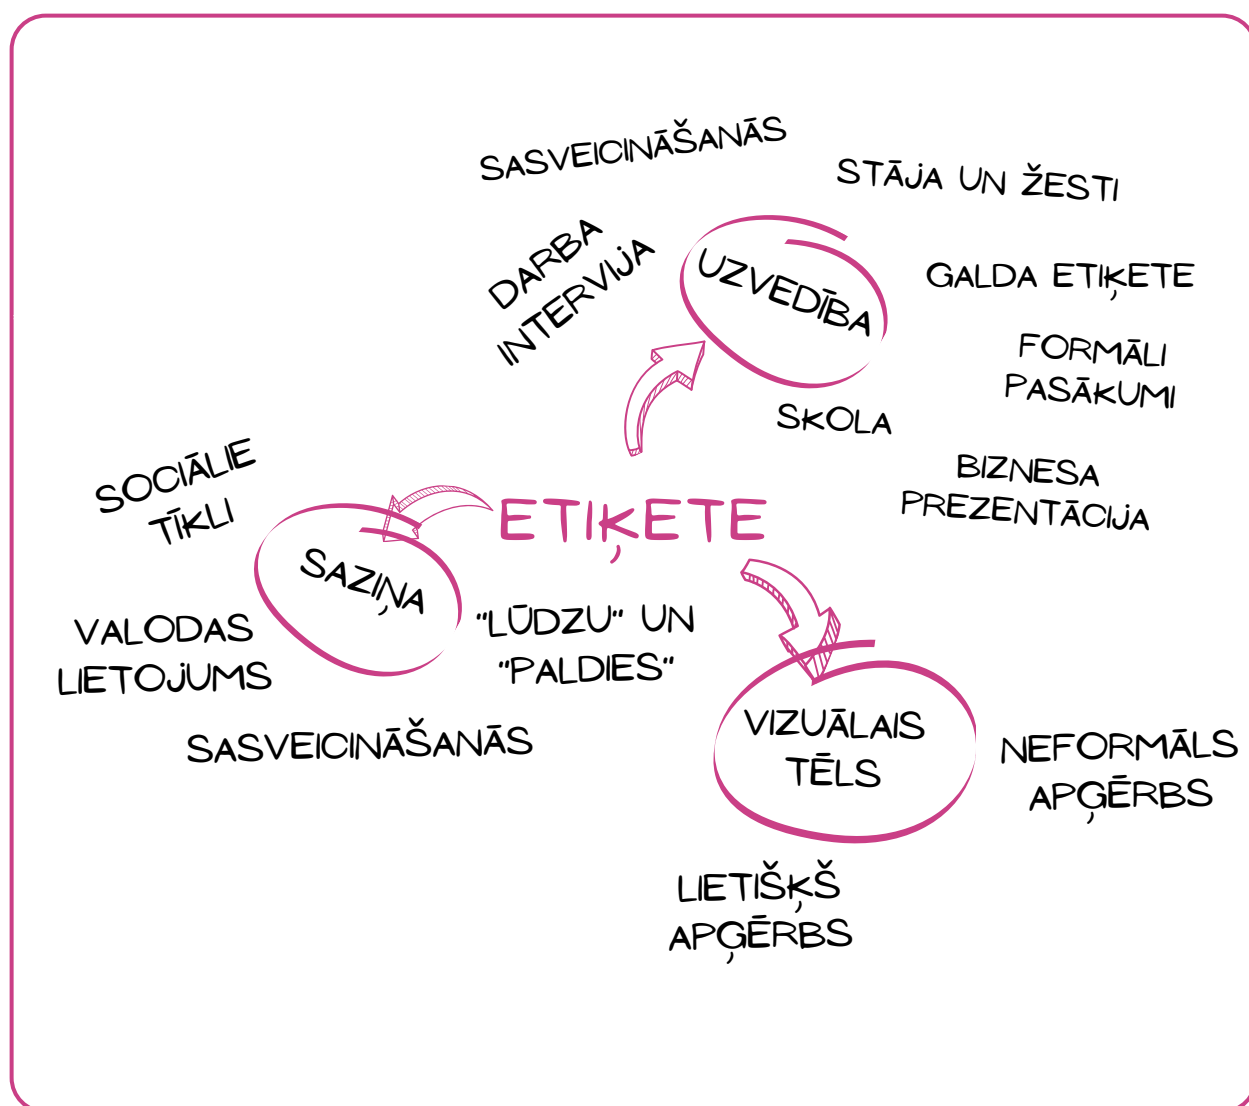 SASVEICINĀŠANĀS
STĀJA UN ŽESTI
DARBA
INTERVIJA
UZVEDĪBA
GALDA ETIĶETE
FORMĀLI
PASĀKUMI
SKOLA
BIZNESA
PREZENTĀCIJA
SOCIĀLIE
TĪKLI
ETIĶETE
SAZIŅA
VALODAS
LIETOJUMS
"LŪDZU" UN
"PALDIES"
SASVEICINĀŠANĀS
VIZUĀLAIS
TĒLS
NEFORMĀLS
APĢĒRBS
LIETIŠĶŠ
APĢĒRBS